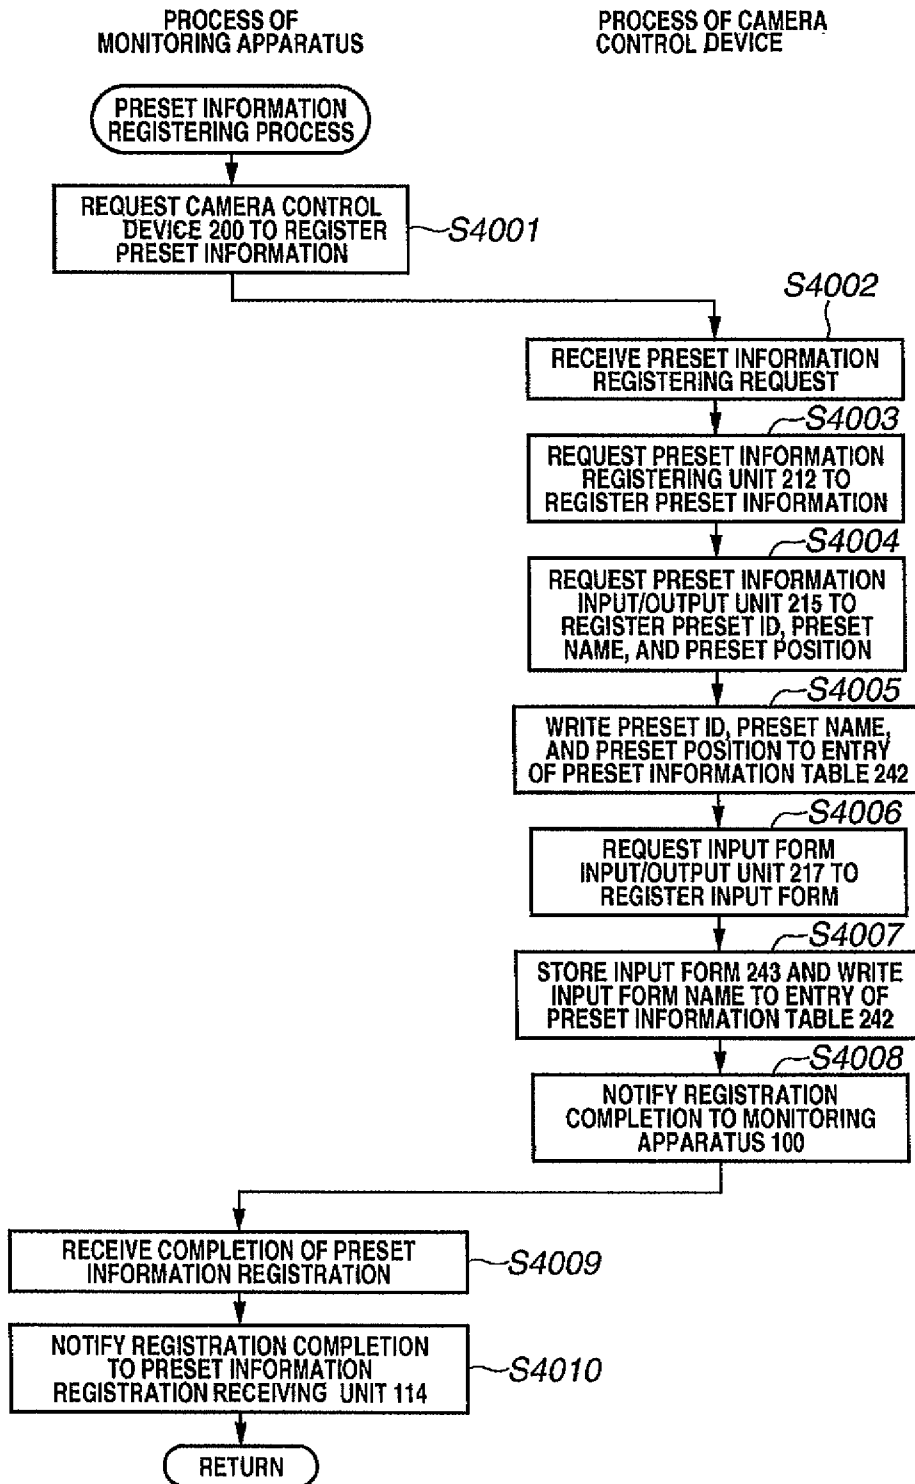 PROCESS OF
MONITORING APPARATUS
PROCESS OF CAMERA
CONTROL DEVICE
PRESET INFORMATION
REGISTERING PROCESS
REQUEST CAMERA CONTROL
DEVICE 200 TO REGISTER
PRESET INFORMATION
S4001
S4002
RECEIVE PRESET INFORMATION
REGISTERING REQUEST
S4003
REQUEST PRESET INFORMATION
REGISTERING UNIT 212 TO
REGISTER PRESET INFORMATION
S4004
REQUEST PRESET INFORMATION
INPUT/OUTPUT UNIT 215 TO
REGISTER PRESET ID, PRESET
NAME, AND PRESET POSITION
S4005
WRITE PRESET ID, PRESET NAME,
AND PRESET POSITION TO ENTRY
OF PRESET INFORMATION TABLE 242
S4006
REQUEST INPUT FORM
INPUT/OUTPUT UNIT 217 TO
REGISTER INPUT FORM
S4007
STORE INPUT FORM 243 AND WRITE
INPUT FORM NAME TO ENTRY OF
PRESET INFORMATION TABLE 242
S4008
NOTIFY REGISTRATION
COMPLETION TO MONITORING
APPARATUS 100
RECEIVE COMPLETION OF PRESET
INFORMATION REGISTRATION
S4009
NOTIFY REGISTRATION COMPLETION
TO PRESET INFORMATION
REGISTRATION RECEIVING UNIT 114
S4010
RETURN